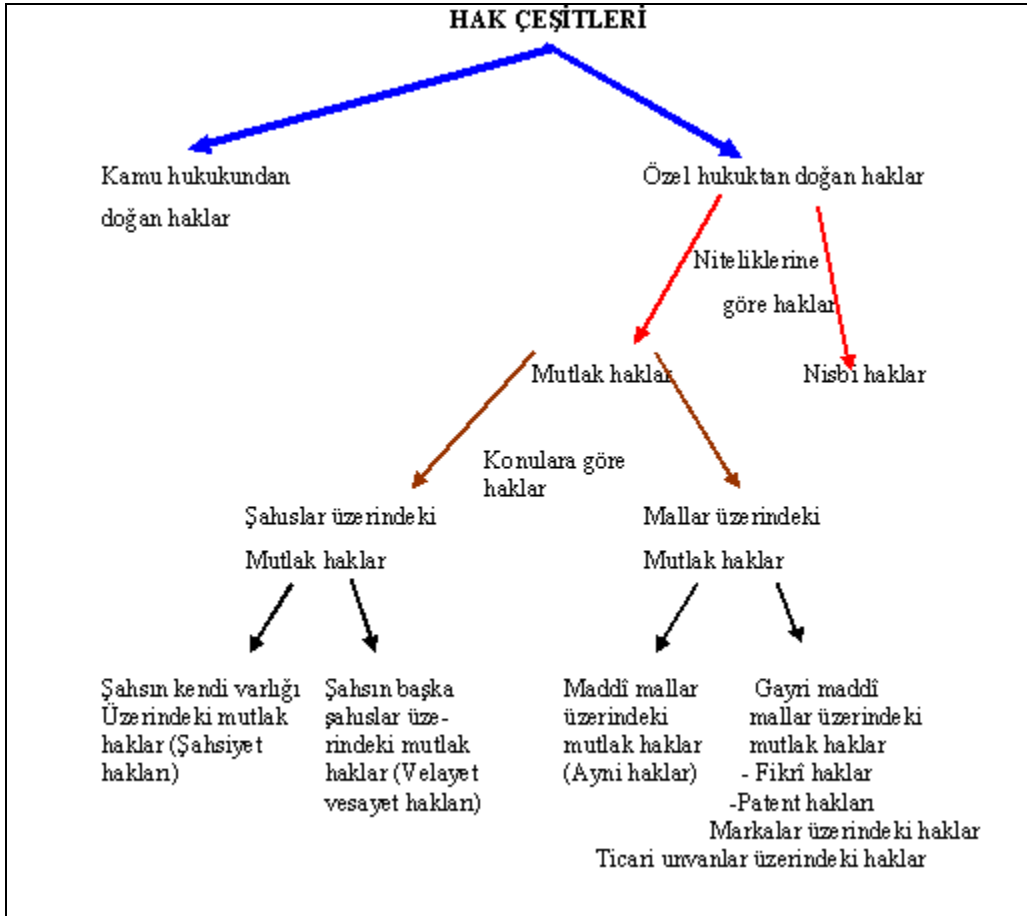 HAK ÇEŞİTLERİ
Kamu hukukundan
doğan haklar
Özel hukuktan doğan haklar
Niteliklerine
göre haklar
Mutlak haklar
Nisbi haklar
Konulara göre
haklar
Şahıslar üzerindeki
Mutlak haklar
Mallar üzerindeki
Mutlak haklar
Şahsın kendi varlığı
Üzerindeki mutlak
haklar (Şahsiyet
hakları)
Şahsın başka
şahıslar üze-
rindeki mutlak
haklar (Velayet
vesayet hakları)
Maddî mallar
üzerindeki
mutlak haklar
(Ayni haklar)
Gayri maddî
mallar üzerindeki
mutlak haklar
- Fikrî haklar
-Patent hakları
Markalar üzerindeki haklar
Ticari unvanlar üzerindeki haklar